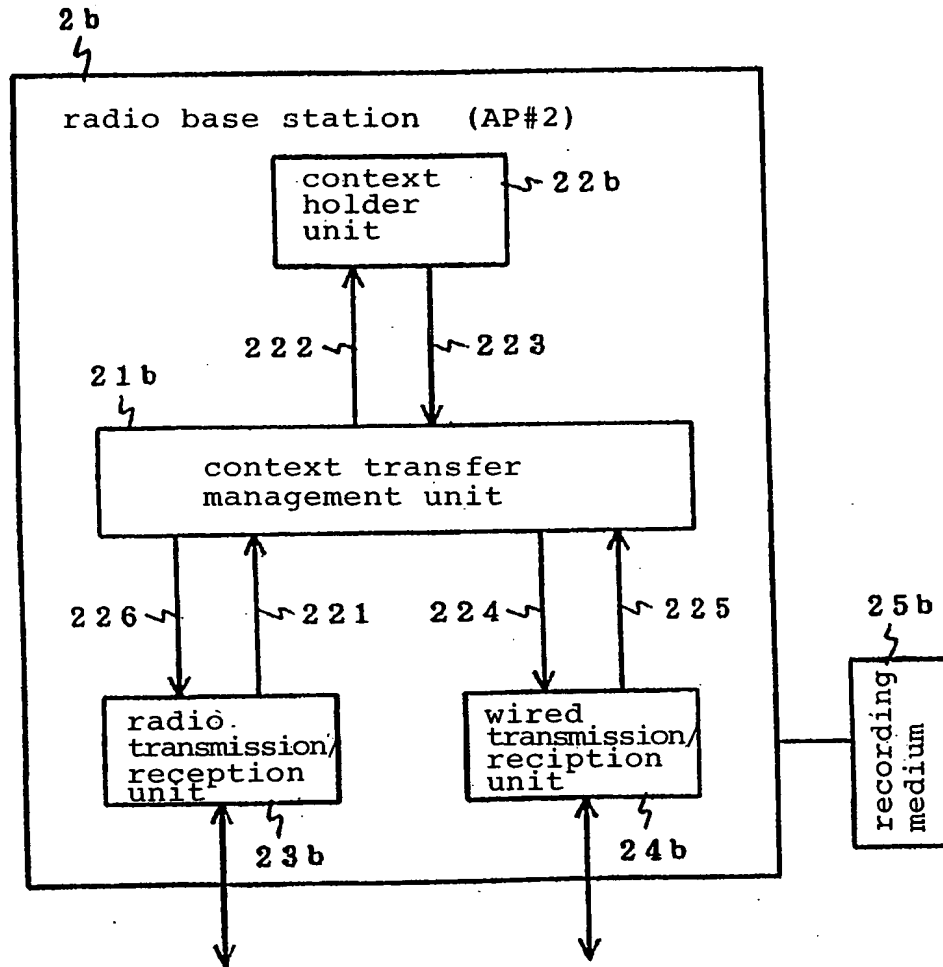 2b
radio base station (AP#2)
context
holder
unit
22b
222
223
21b
context transfer
management unit
226
221
224
225
25b
radio.
transmission/
reception
unit
wired
transmission/
reciption
unit
recording
medium
23b
24b